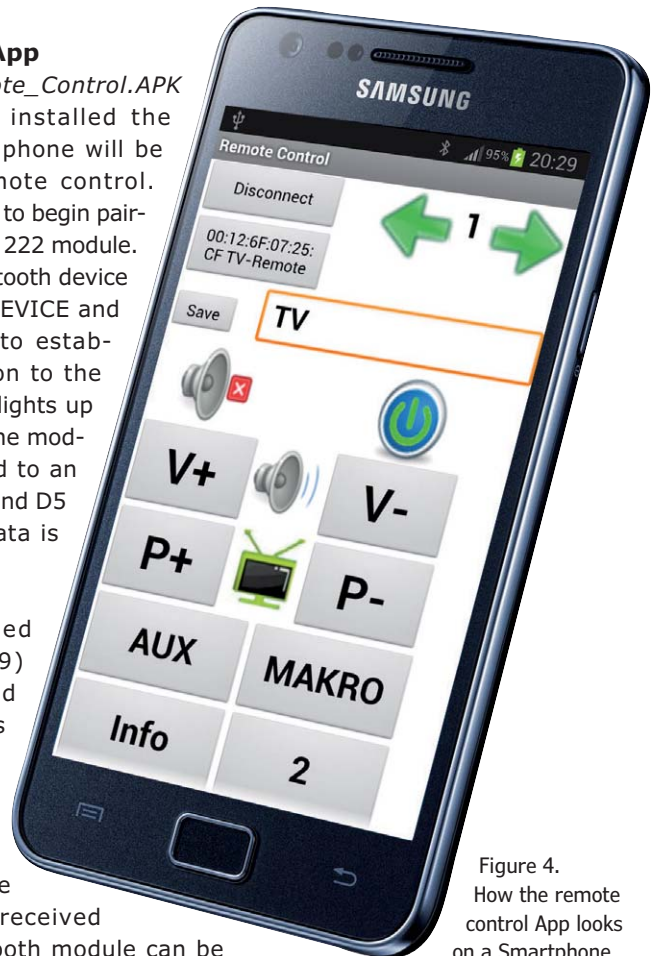 App
te_Control.APK
installed the
phone will be
mote control.
to begin pair-
222 module.
tooth device
EVICE and
to estab-
on to the
lights up
ne mod-
d to an
nd D5
ata is
ed
9)
d
s
e
received
ooth module can be
SAMSUNG
95% 20:29
Remote Control
Disconnect
1
00:12:6F:07:25:
CF TV-Remote
Save
TV
V+
V-
P+
P-
AUX
MAKRO
Info
2
Figure 4.
How the remote
control App looks
on a Smartphone